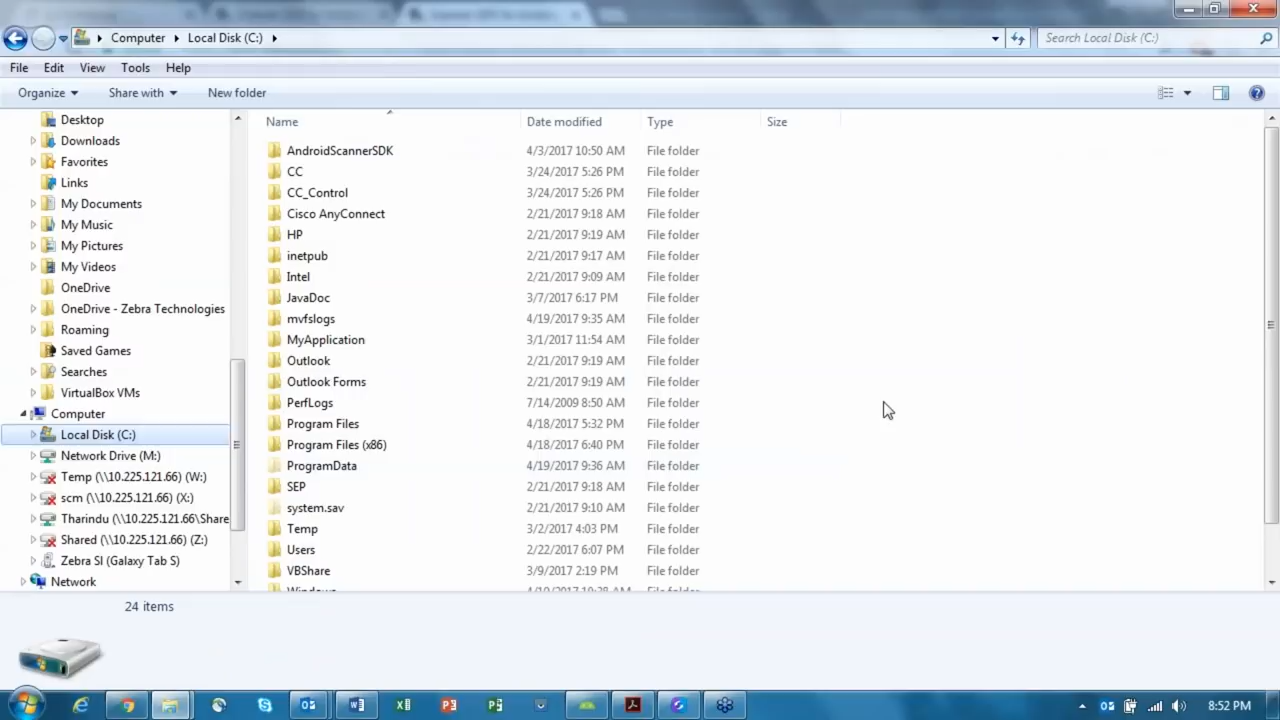 Computer Local Disk (C:) Search Local Disk (C:)
File Edit View Tools Help
Organize Share with New folder
Name Date modified Type Size
Desktop
Downloads
Favorites
Links
My Documents
My Music
My Pictures
My Videos
OneDrive
OneDrive - Zebra Technologies
Roaming
Saved Games
Searches
VirtualBox VMs
Computer
Local Disk (C:)
Network Drive (M:)
Temp (\\10.225.121.66) (W:)
scm (\\10.225.121.66) (X:)
Tharindu (\\10.225.121.66\Share
Shared (\\10.225.121.66) (Z:)
Zebra SI (Galaxy Tab S)
Network
AndroidScannerSDK 4/3/2017 10:50 AM File folder
CC 3/24/2017 5:26 PM File folder
CC_Control 3/24/2017 5:26 PM File folder
Cisco AnyConnect 2/21/2017 9:18 AM File folder
HP 2/21/2017 9:19 AM File folder
inetpub 2/21/2017 9:17 AM File folder
Intel 2/21/2017 9:09 AM File folder
JavaDoc 3/7/2017 6:17 PM File folder
mvfslogs 4/19/2017 9:35 AM File folder
MyApplication 3/1/2017 11:54 AM File folder
Outlook 2/21/2017 9:19 AM File folder
Outlook Forms 2/21/2017 9:19 AM File folder
PerfLogs 7/14/2009 8:50 AM File folder
Program Files 4/18/2017 5:32 PM File folder
Program Files (x86) 4/18/2017 6:40 PM File folder
ProgramData 4/19/2017 9:36 AM File folder
SEP 2/21/2017 9:18 AM File folder
system.sav 2/21/2017 9:10 AM File folder
Temp 3/2/2017 4:03 PM File folder
Users 2/22/2017 6:07 PM File folder
VBShare 3/9/2017 2:19 PM File folder
Windows File folder
24 items
8:52 PM